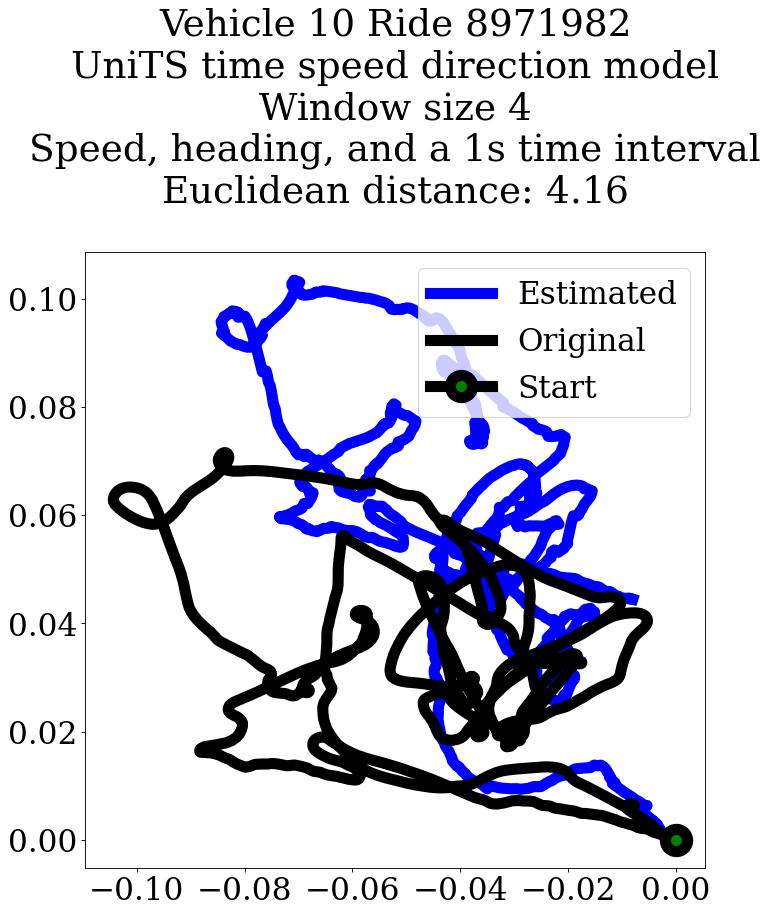 Vehicle 10 Ride 8971982
UniTS time speed direction model
Window size 4
Speed, heading, and a 1s time interval
Euclidean distance: 4.16
Estimated
Original
Start
0.10
0.08
0.06
0.04
0.02
0.00
−0.10 −0.08 −0.06 −0.04 −0.02 0.00